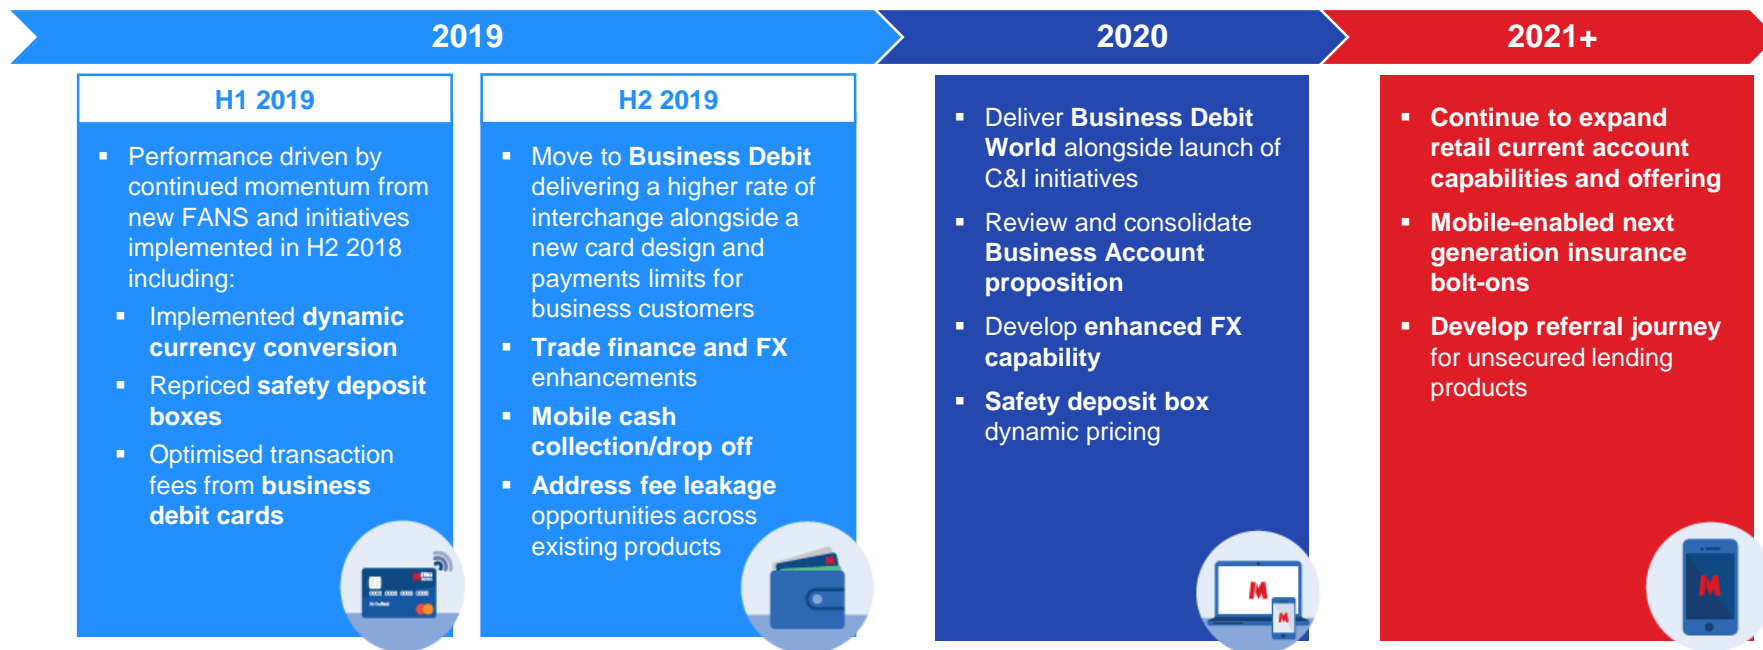 2019
2020
2021+
H1 2019
▪ Performance driven by
continued momentum from
new FANS and initiatives
implemented in H2 2018
including:
▪ Implemented dynamic
currency conversion
▪ Repriced safety deposit
boxes
▪ Optimised transaction
fees from business
debit cards
H2 2019
▪ Move to Business Debit
delivering a higher rate of
interchange alongside a
new card design and
payments limits for
business customers
▪ Trade finance and FX
enhancements
▪ Mobile cash
collection/drop off
▪ Address fee leakage
opportunities across
existing products
▪ Deliver Business Debit
World alongside launch of
C&I initiatives
▪ Review and consolidate
Business Account
proposition
▪ Develop enhanced FX
capability
▪ Safety deposit box
dynamic pricing
▪ Continue to expand
retail current account
capabilities and offering
▪ Mobile-enabled next
generation insurance
bolt-ons
▪ Develop referral journey
for unsecured lending
products
M
M
M